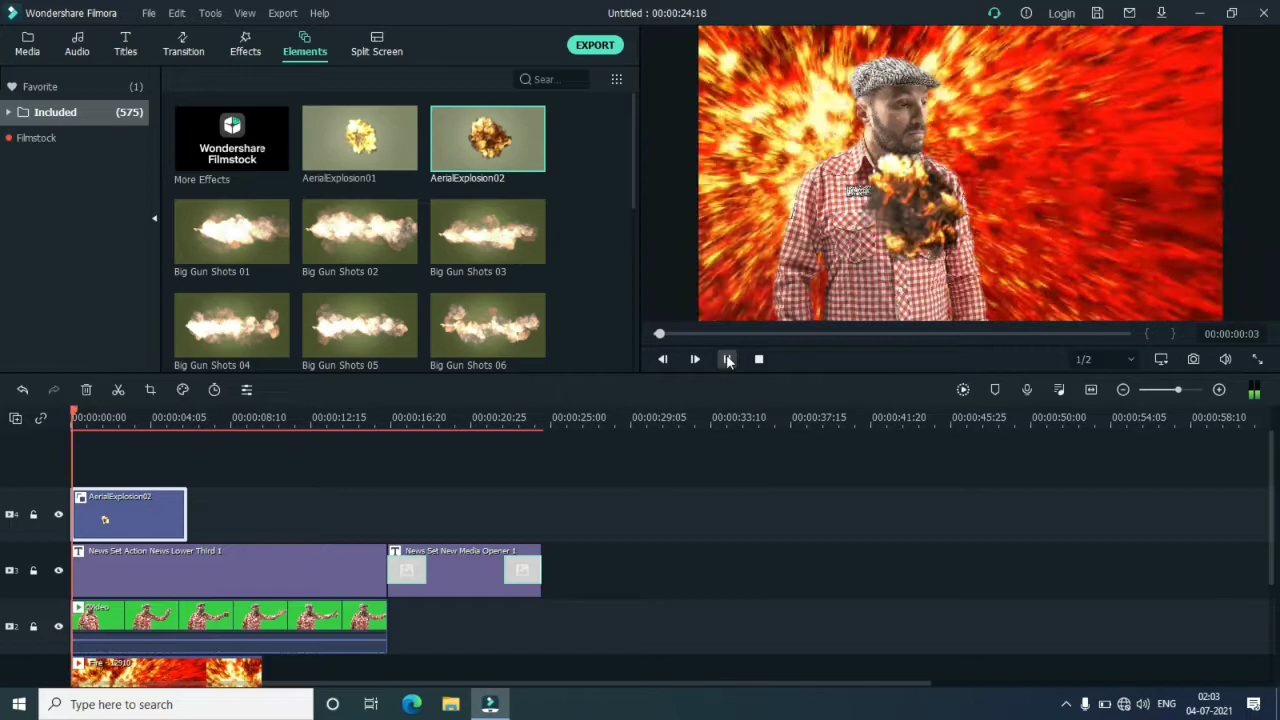 Wondershare Filmora
File
Edit
Tools
View
Export
Help
Untitled : 00:00:24:18
Login
Media
Audio
Titles
Transition
Effects
Elements
Split Screen
EXPORT
Favorite (1)
Included (575)
Filmstock
Sear...
Wondershare
Filmstock
More Effects
AerialExplosion01
AerialExplosion02
Big Gun Shots 01
Big Gun Shots 02
Big Gun Shots 03
Big Gun Shots 04
Big Gun Shots 05
Big Gun Shots 06
{ }
00:00:00:03
1/2
00:00:00:00
00:00:04:05
00:00:08:10
00:00:12:15
00:00:16:20
00:00:20:25
00:00:25:00
00:00:29:05
00:00:33:10
00:00:37:15
00:00:41:20
00:00:45:25
00:00:50:00
00:00:54:05
00:00:58:10
4
AerialExplosion02
3
T News Set Action News Lower Third 1
T News Set New Media Opener 1
2
Video
Fire - 12910
Type here to search
ENG
02:03
04-07-2021